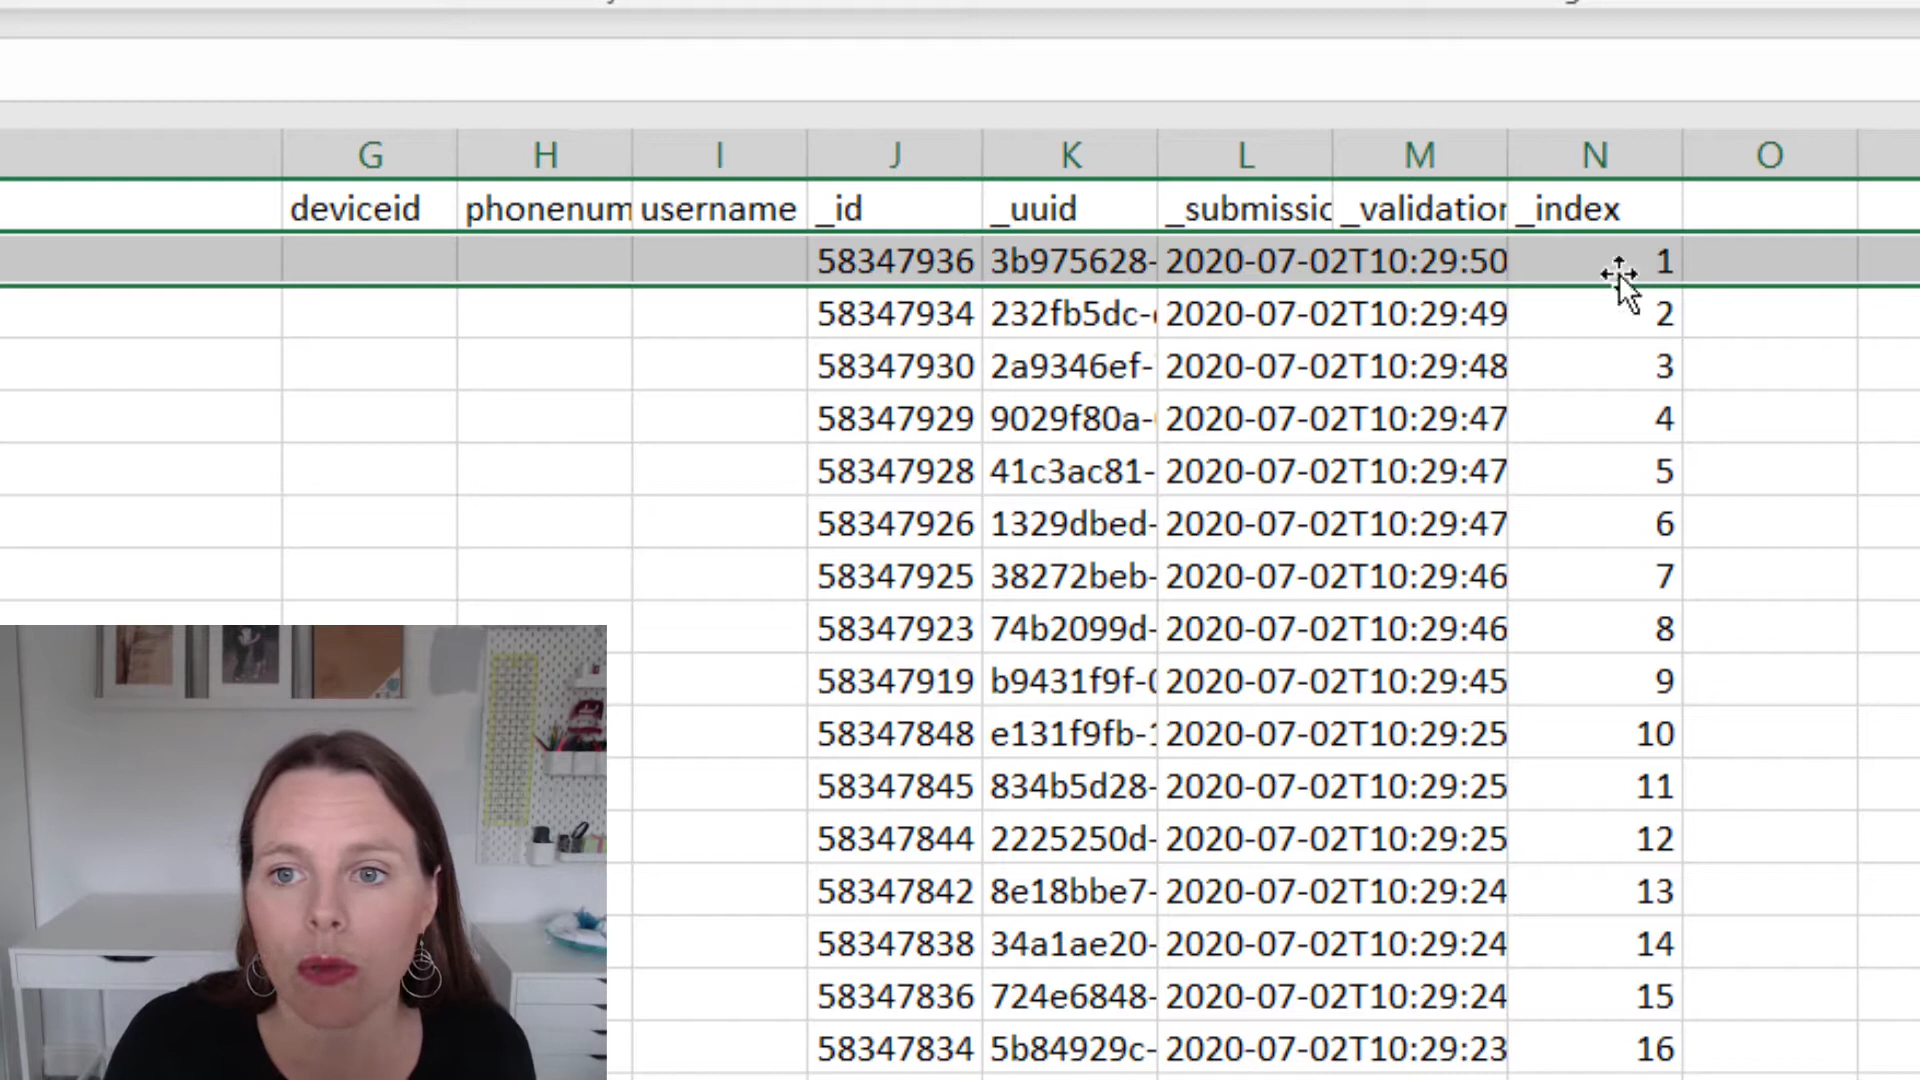 G H I J K L M N O
deviceid phonenum username _id _uuid _submissic _validation _index
58347936 3b975628- 2020-07-02T10:29:50 1
58347934 232fb5dc- 2020-07-02T10:29:49 2
58347930 2a9346ef- 2020-07-02T10:29:48 3
58347929 9029f80a- 2020-07-02T10:29:47 4
58347928 41c3ac81- 2020-07-02T10:29:47 5
58347926 1329dbed- 2020-07-02T10:29:47 6
58347925 38272beb- 2020-07-02T10:29:46 7
58347923 74b2099d- 2020-07-02T10:29:46 8
58347919 b9431f9f-0 2020-07-02T10:29:45 9
58347848 e131f9fb-1 2020-07-02T10:29:25 10
58347845 834b5d28- 2020-07-02T10:29:25 11
58347844 2225250d- 2020-07-02T10:29:25 12
58347842 8e18bbe7- 2020-07-02T10:29:24 13
58347838 34a1ae20- 2020-07-02T10:29:24 14
58347836 724e6848- 2020-07-02T10:29:24 15
58347834 5b84929c- 2020-07-02T10:29:23 16